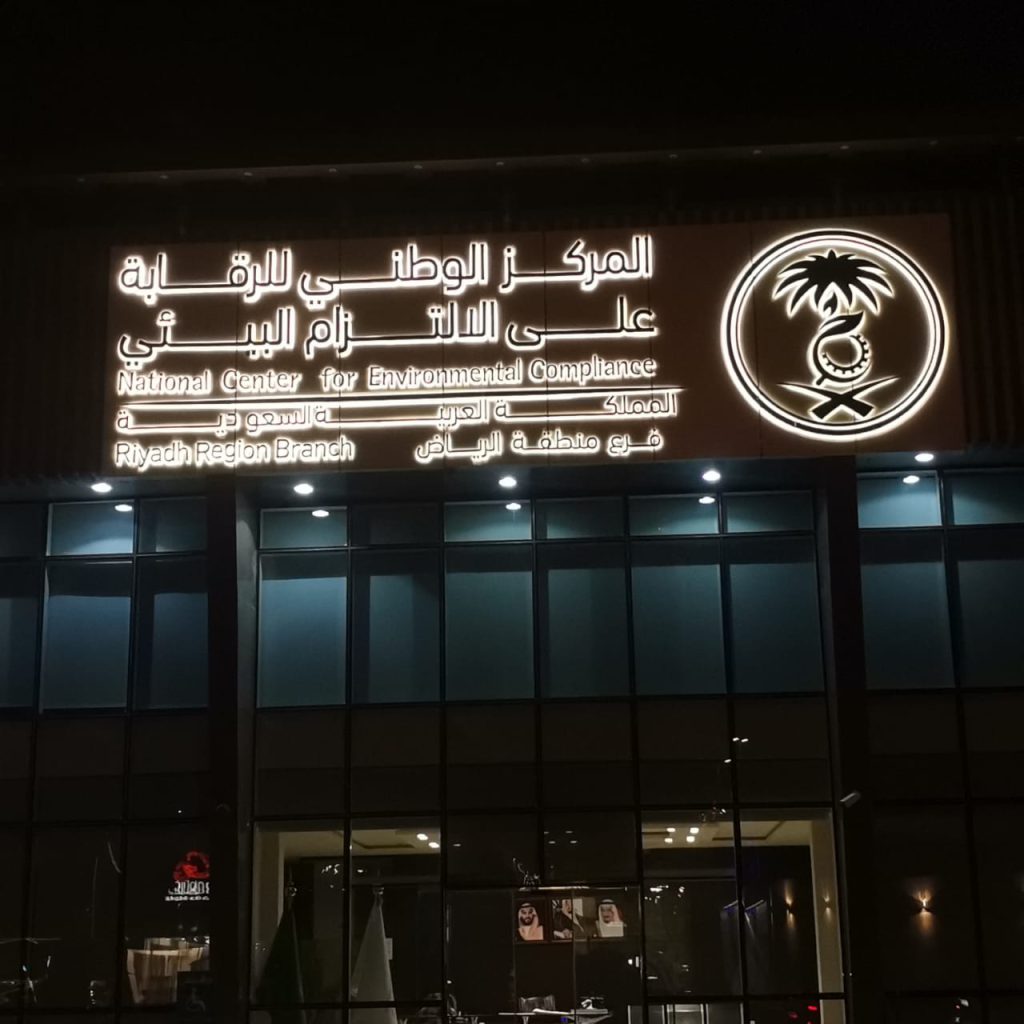 المركز الوطني للرقابة
على الالتزام البيئي
National Center for Environmental Compliance
المملكة العربية السعودية
Riyadh Region Branch فرع منطقة الرياض